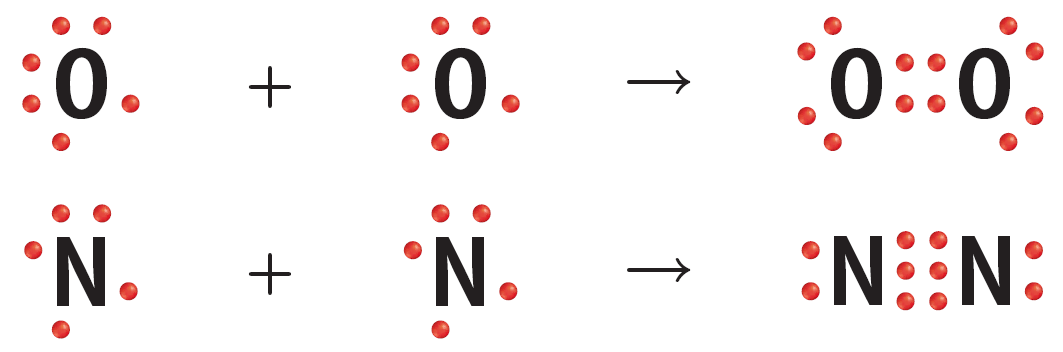 O + O → O O
N + N → N N